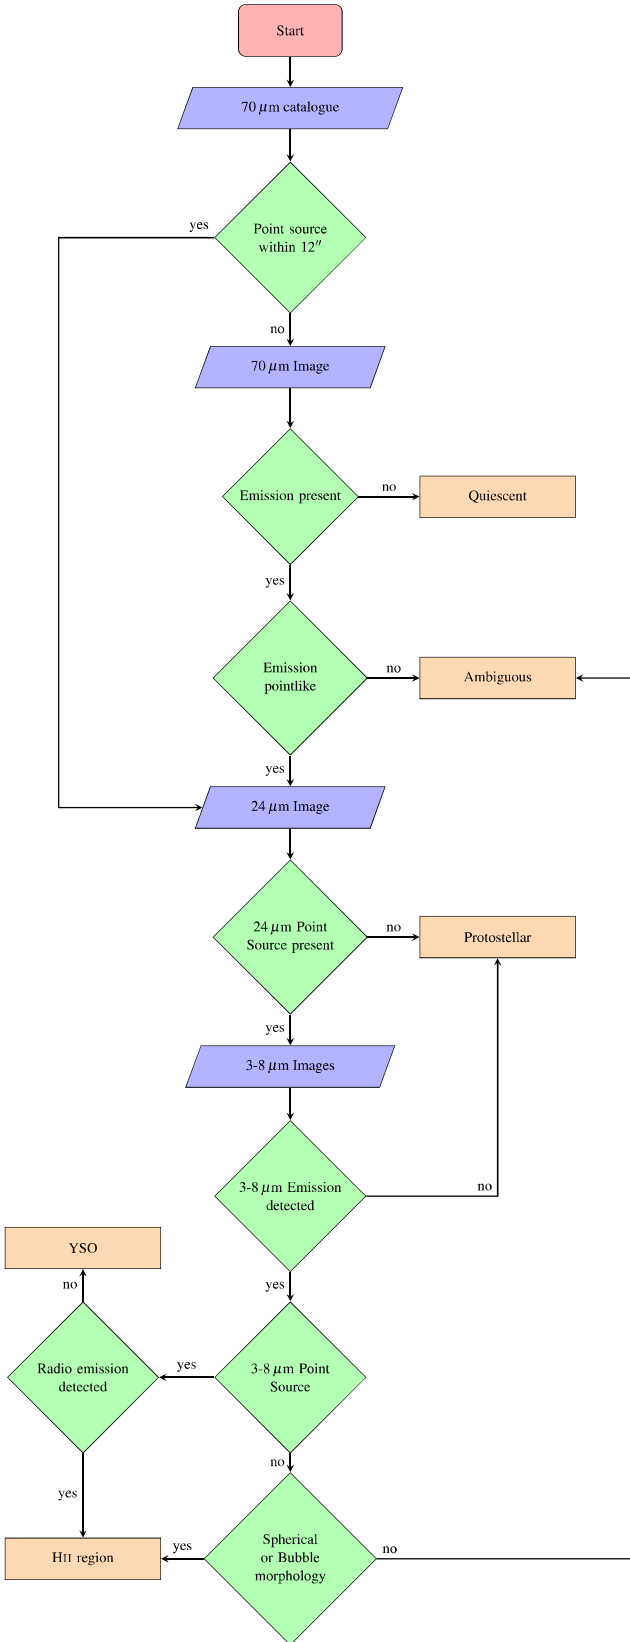 Start
70 μm catalogue
yes
Point source
within 12″
no
70 μm Image
Emission present
no
Quiescent
yes
Emission
pointlike
no
Ambiguous
yes
24 μm Image
24 μm Point
Source present
no
Protostellar
yes
3-8 μm Images
3-8 μm Emission
detected
no
YSO
no
yes
Radio emission
detected
yes
3-8 μm Point
Source
no
yes
HII region
yes
Spherical
or Bubble
morphology
no